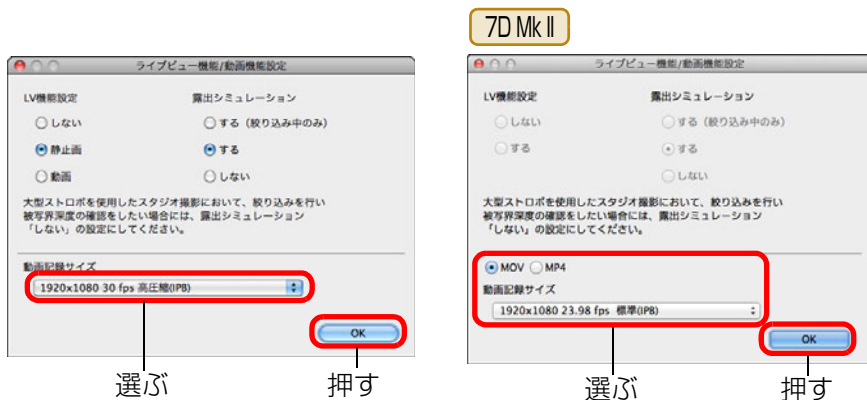 ライブビュー機能/動画機能設定
LV機能設定
露出シミュレーション
しない
する（絞り込み中のみ）
静止画
する
動画
しない
大型ストロボを使用したスタジオ撮影において、絞り込みを行い
被写界深度の確認をしたい場合には、露出シミュレーション
「しない」の設定にしてください。
動画記録サイズ
1920x1080 30 fps 高圧縮(IPB)
OK
選ぶ
押す
7D Mk II
ライブビュー機能/動画機能設定
LV機能設定
露出シミュレーション
しない
する（絞り込み中のみ）
する
する
しない
大型ストロボを使用したスタジオ撮影において、絞り込みを行い
被写界深度の確認をしたい場合には、露出シミュレーション
「しない」の設定にしてください。
MOV MP4
動画記録サイズ
1920x1080 23.98 fps 標準(IPB)
OK
選ぶ
押す